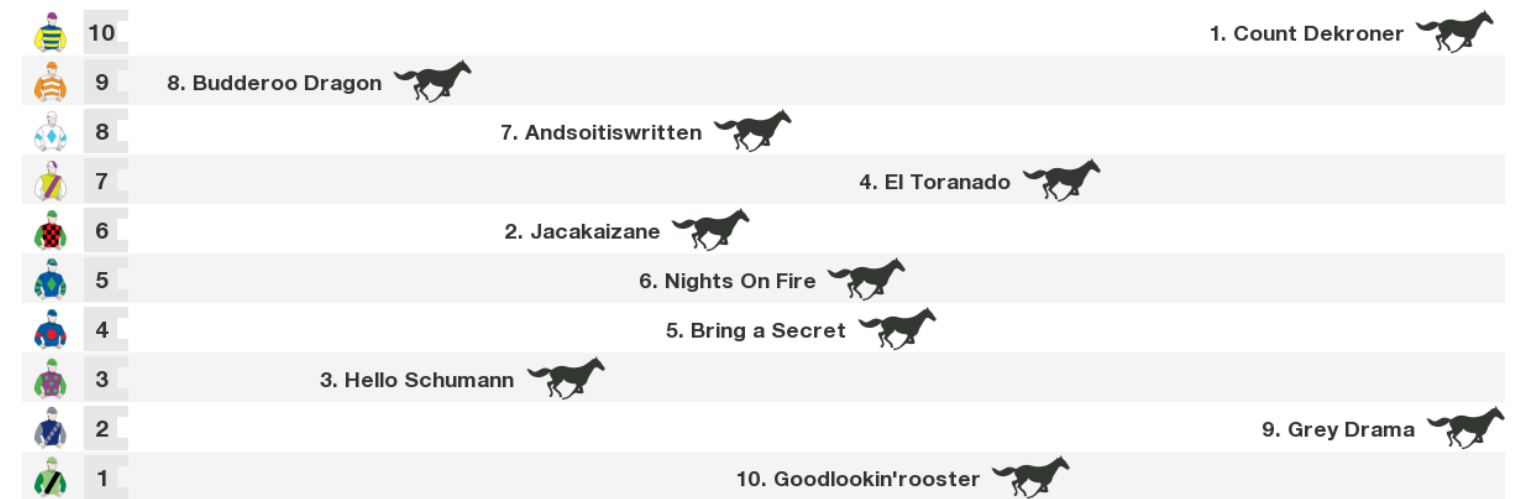 10 1. Count Dekroner
9 8. Budderoo Dragon
8 7. Andsoitiswritten
7 4. El Toranado
6 2. Jacakaizane
5 6. Nights On Fire
4 5. Bring a Secret
3 3. Hello Schumann
2 9. Grey Drama
1 10. Goodlookin'rooster